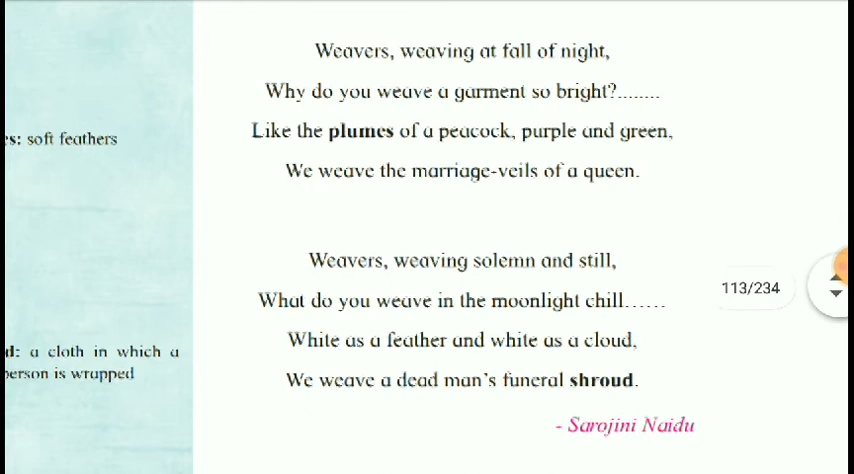 Weavers, weaving at fall of night,
Why do you weave a garment so bright?........
Like the plumes of a peacock, purple and green,
We weave the marriage-veils of a queen.
Weavers, weaving solemn and still,
What do you weave in the moonlight chill......
White as a feather and white as a cloud,
We weave a dead man's funeral shroud.
- Sarojini Naidu
es: soft feathers
d: a cloth in which a
person is wrapped
113/234